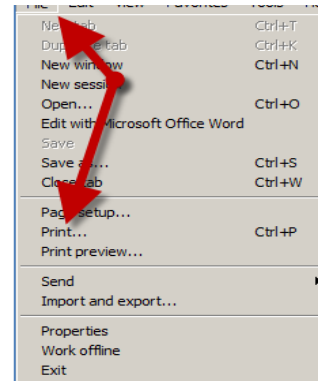 File Edit View Favorites Tools
New tab Ctrl+T
Duplicate tab Ctrl+K
New window Ctrl+N
New session
Open... Ctrl+O
Edit with Microsoft Office Word
Save
Save as... Ctrl+S
Close tab Ctrl+W
Page setup...
Print... Ctrl+P
Print preview...
Send
Import and export...
Properties
Work offline
Exit